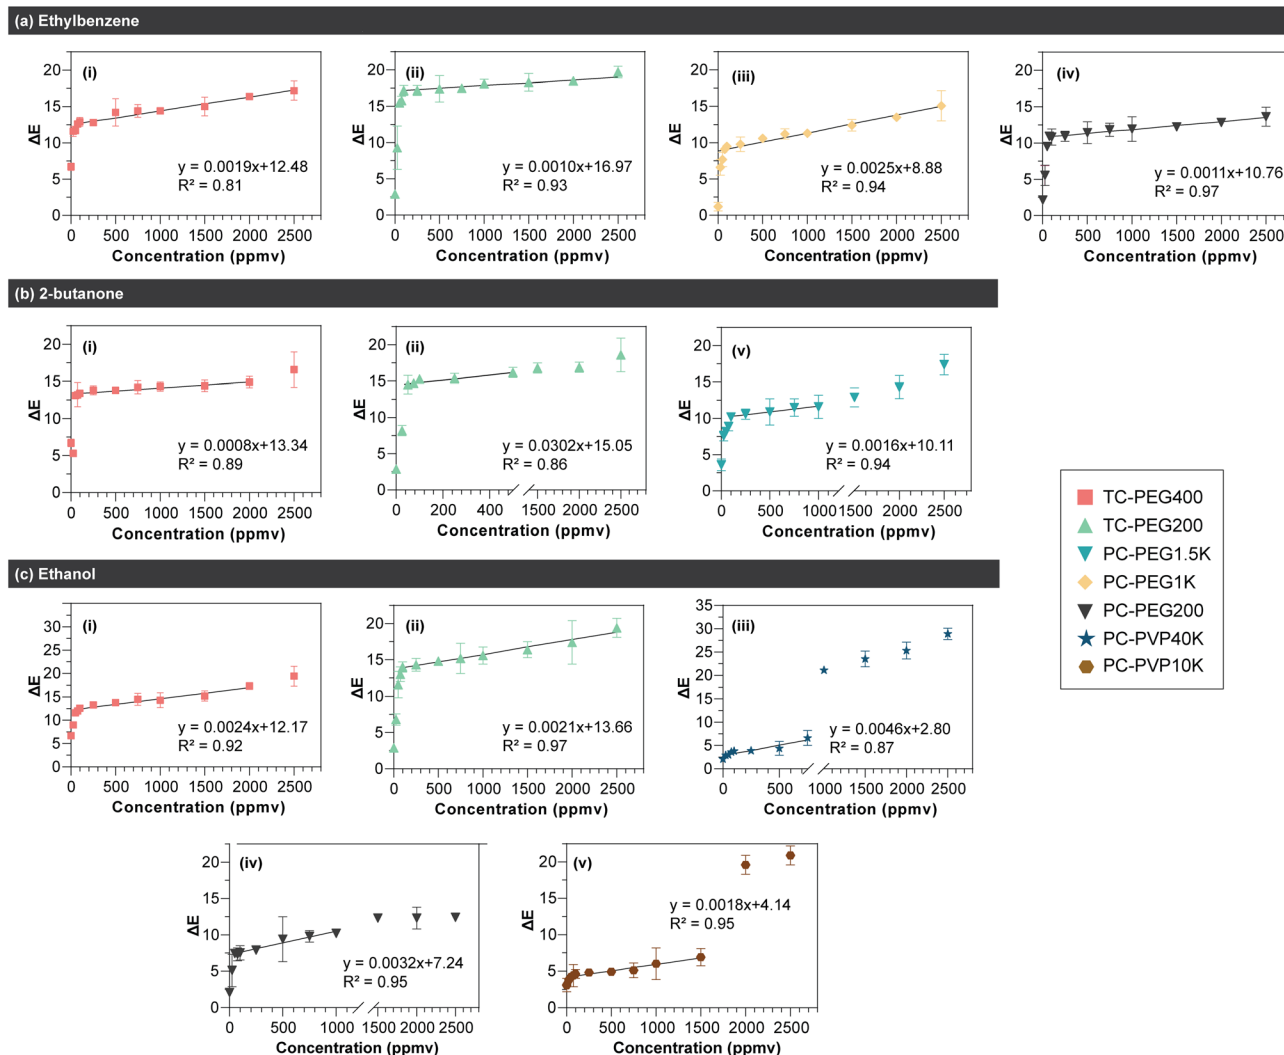 (a) Ethylbenzene
(i)
ΔE
20
15
10
5
0
y = 0.0019x+12.48
R² = 0.81
0 500 1000 1500 2000 2500
Concentration (ppmv)
(ii)
ΔE
20
15
10
5
0
y = 0.0010x+16.97
R² = 0.93
0 500 1000 1500 2000 2500
Concentration (ppmv)
(iii)
ΔE
20
15
10
5
0
y = 0.0025x+8.88
R² = 0.94
0 500 1000 1500 2000 2500
Concentration (ppmv)
(iv)
ΔE
20
15
10
5
0
y = 0.0011x+10.76
R² = 0.97
0 500 1000 1500 2000 2500
Concentration (ppmv)
(b) 2-butanone
(i)
ΔE
20
15
10
5
0
y = 0.0008x+13.34
R² = 0.89
0 500 1000 1500 2000 2500
Concentration (ppmv)
(ii)
ΔE
20
15
10
5
0
y = 0.0302x+15.05
R² = 0.86
0 200 400 1500 2000 2500
Concentration (ppmv)
(v)
ΔE
20
15
10
5
0
y = 0.0016x+10.11
R² = 0.94
0 500 1000 1500 2000 2500
Concentration (ppmv)
TC-PEG400
TC-PEG200
PC-PEG1.5K
PC-PEG1K
PC-PEG200
PC-PVP40K
PC-PVP10K
(c) Ethanol
(i)
ΔE
30
25
20
15
10
5
0
y = 0.0024x+12.17
R² = 0.92
0 500 1000 1500 2000 2500
Concentration (ppmv)
(ii)
ΔE
20
15
10
5
0
y = 0.0021x+13.66
R² = 0.97
0 500 1000 1500 2000 2500
Concentration (ppmv)
(iii)
ΔE
35
30
25
20
15
10
5
0
y = 0.0046x+2.80
R² = 0.87
0 500 1000 1500 2000 2500
Concentration (ppmv)
(iv)
ΔE
20
15
10
5
0
y = 0.0032x+7.24
R² = 0.95
0 500 1000 1500 2000 2500
Concentration (ppmv)
(v)
ΔE
20
15
10
5
0
y = 0.0018x+4.14
R² = 0.95
0 500 1000 1500 2000 2500
Concentration (ppmv)